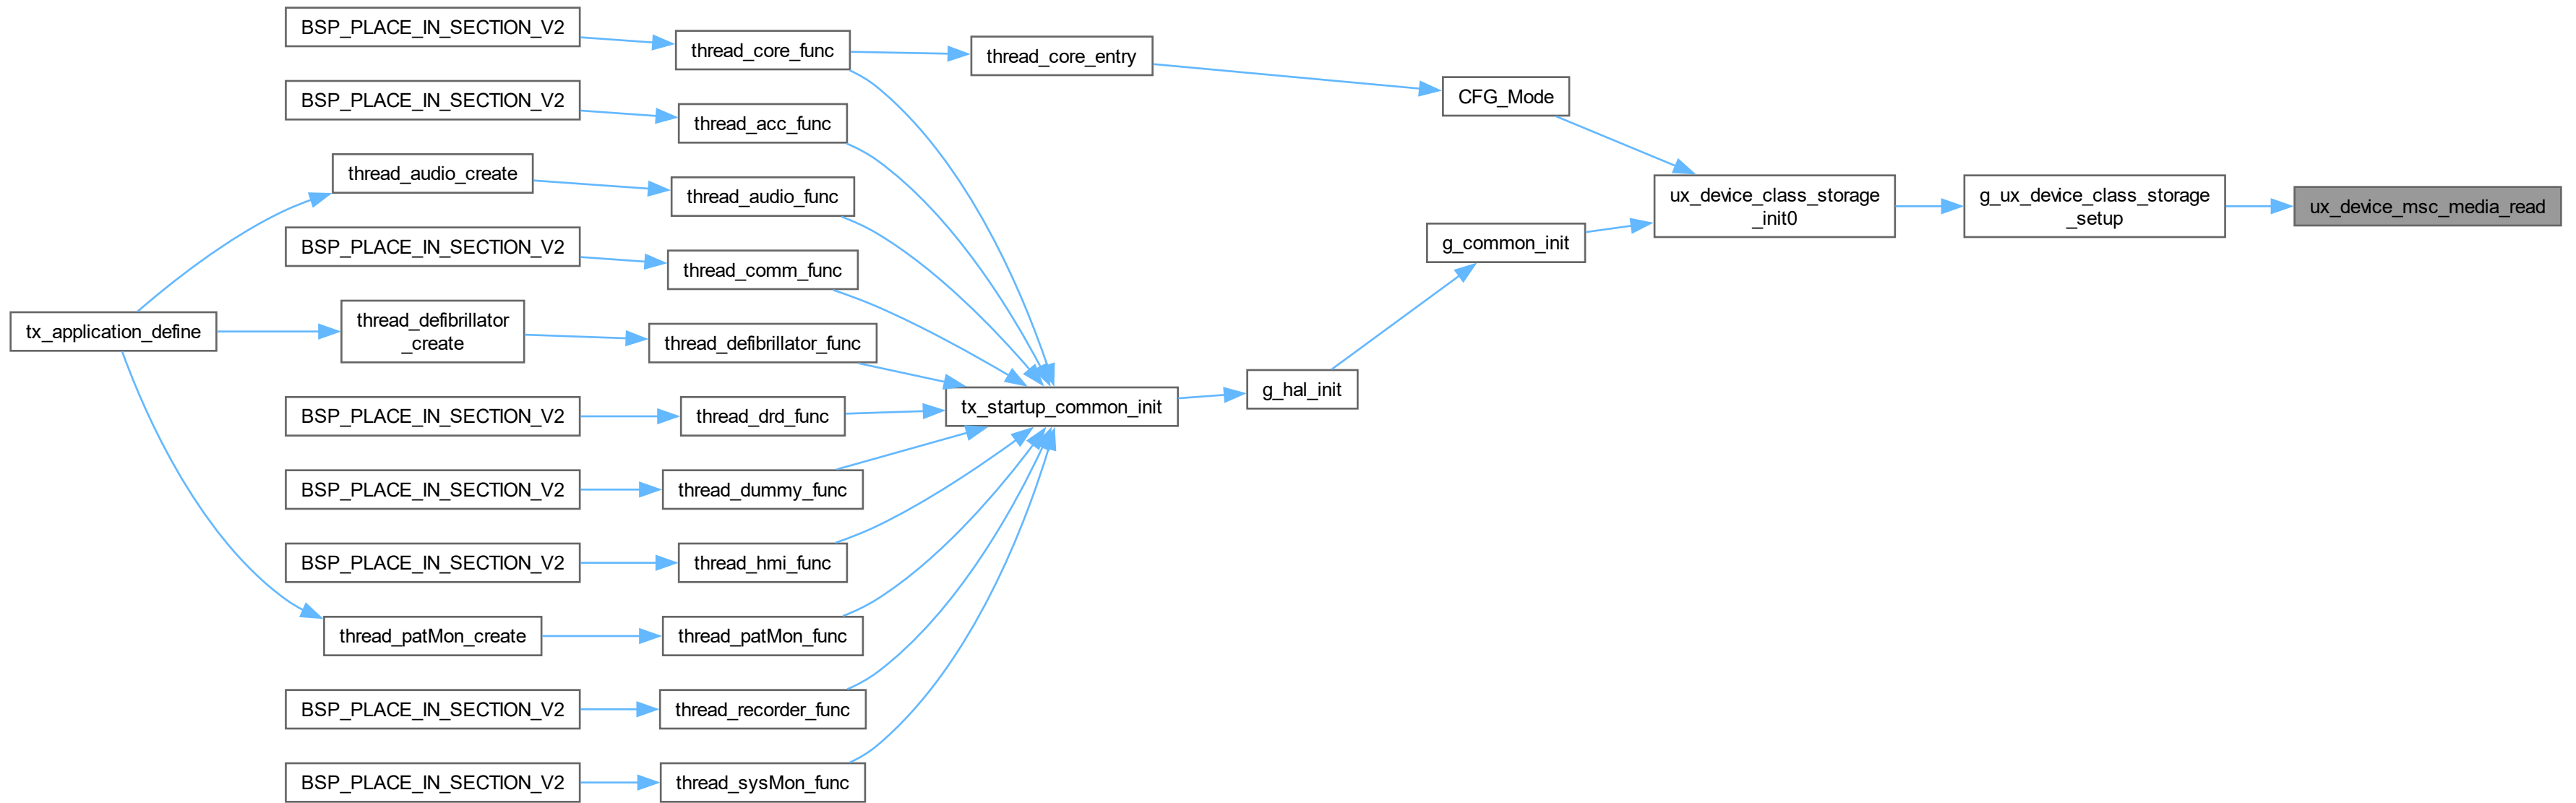 BSP_PLACE_IN_SECTION_V2
thread_core_func
thread_core_entry
CFG_Mode
BSP_PLACE_IN_SECTION_V2
thread_acc_func
thread_audio_create
thread_audio_func
ux_device_class_storage
_init0
g_ux_device_class_storage
_setup
ux_device_msc_media_read
BSP_PLACE_IN_SECTION_V2
thread_comm_func
g_common_init
tx_application_define
thread_defibrillator
_create
thread_defibrillator_func
BSP_PLACE_IN_SECTION_V2
thread_drd_func
tx_startup_common_init
g_hal_init
BSP_PLACE_IN_SECTION_V2
thread_dummy_func
BSP_PLACE_IN_SECTION_V2
thread_hmi_func
thread_patMon_create
thread_patMon_func
BSP_PLACE_IN_SECTION_V2
thread_recorder_func
BSP_PLACE_IN_SECTION_V2
thread_sysMon_func